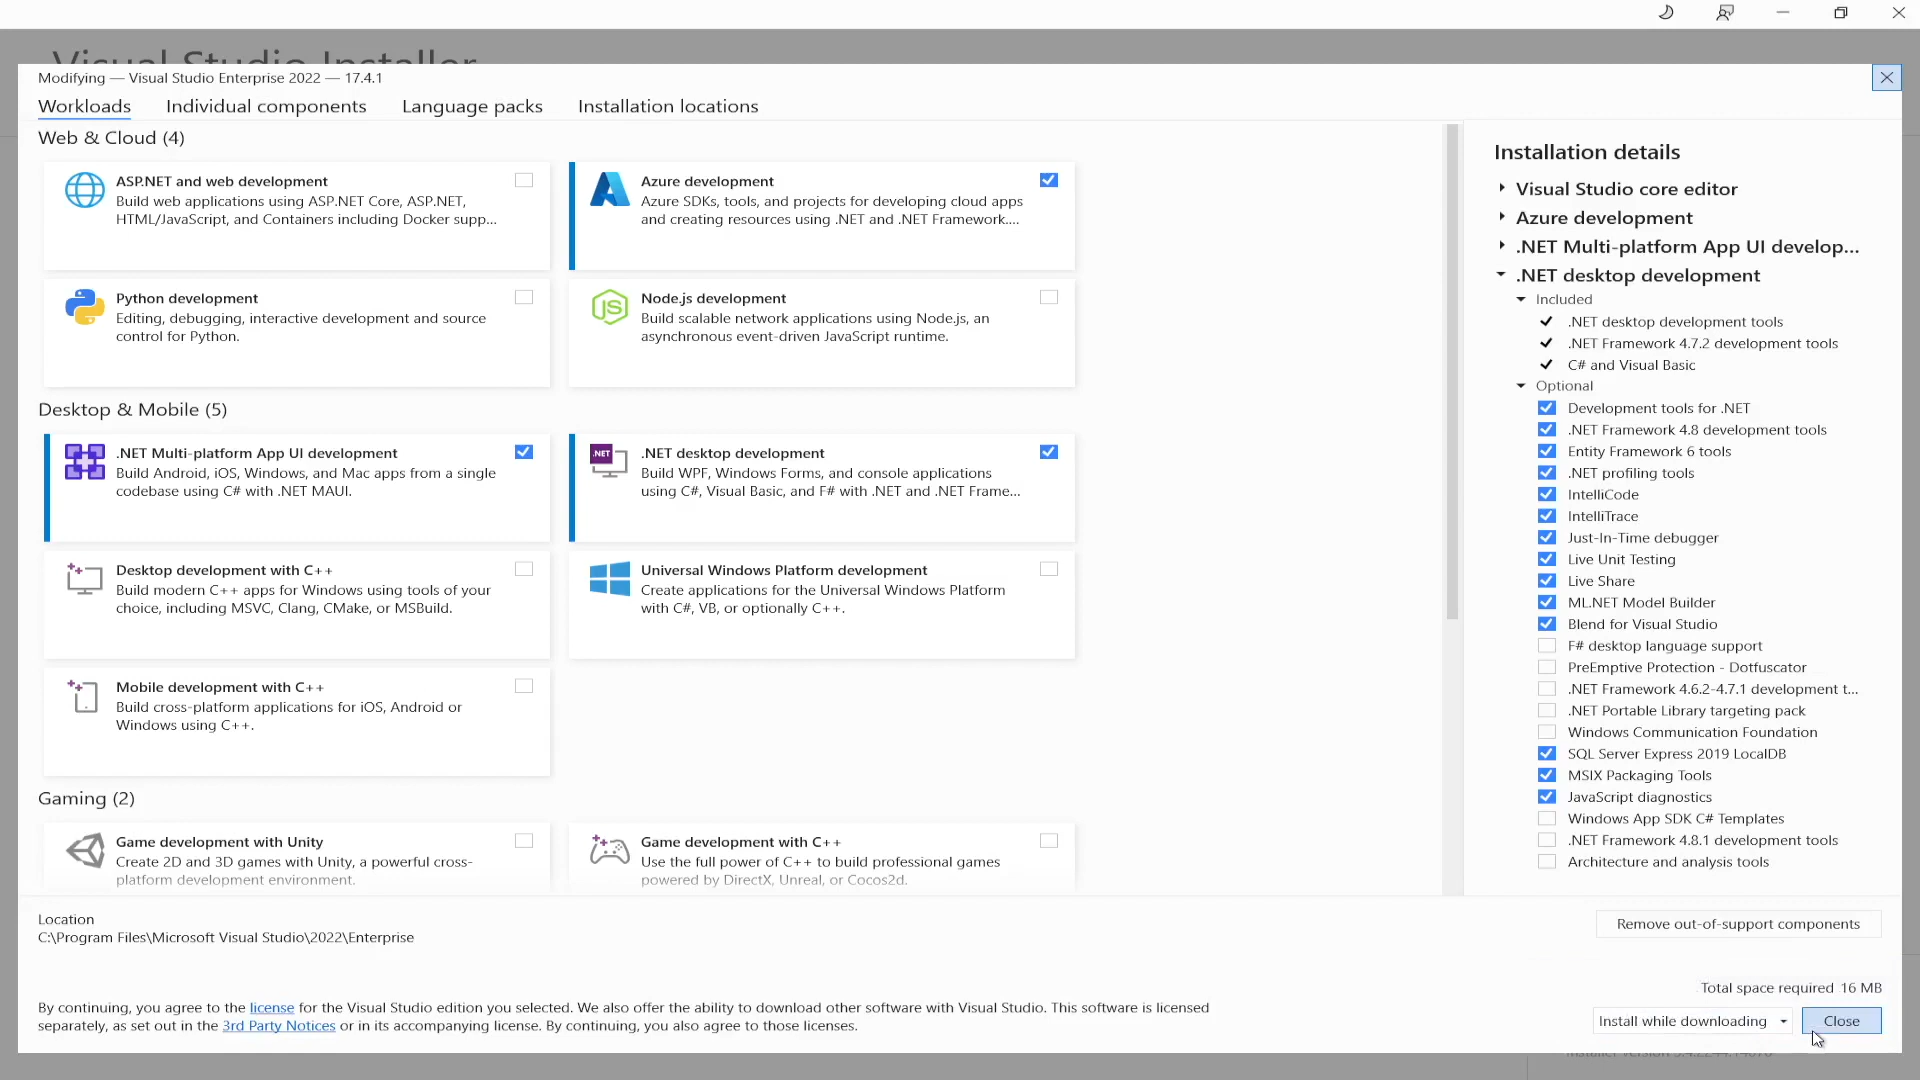 Visual Studio Installer
Modifying — Visual Studio Enterprise 2022 — 17.4.1
Workloads
Individual components
Language packs
Installation locations
Web & Cloud (4)
ASP.NET and web development
Build web applications using ASP.NET Core, ASP.NET,
HTML/JavaScript, and Containers including Docker supp...
Azure development
Azure SDKs, tools, and projects for developing cloud apps
and creating resources using .NET and .NET Framework....
Python development
Editing, debugging, interactive development and source
control for Python.
Node.js development
Build scalable network applications using Node.js, an
asynchronous event-driven JavaScript runtime.
Desktop & Mobile (5)
.NET Multi-platform App UI development
Build Android, iOS, Windows, and Mac apps from a single
codebase using C# with .NET MAUI.
.NET
.NET desktop development
Build WPF, Windows Forms, and console applications
using C#, Visual Basic, and F# with .NET and .NET Frame...
Desktop development with C++
Build modern C++ apps for Windows using tools of your
choice, including MSVC, Clang, CMake, or MSBuild.
Universal Windows Platform development
Create applications for the Universal Windows Platform
with C#, VB, or optionally C++.
Mobile development with C++
Build cross-platform applications for iOS, Android or
Windows using C++.
Gaming (2)
Game development with Unity
Create 2D and 3D games with Unity, a powerful cross-
platform development environment.
Game development with C++
Use the full power of C++ to build professional games
powered by DirectX, Unreal, or Cocos2d.
Installation details
Visual Studio core editor
Azure development
.NET Multi-platform App UI develop...
.NET desktop development
Included
.NET desktop development tools
.NET Framework 4.7.2 development tools
C# and Visual Basic
Optional
Development tools for .NET
.NET Framework 4.8 development tools
Entity Framework 6 tools
.NET profiling tools
IntelliCode
IntelliTrace
Just-In-Time debugger
Live Unit Testing
Live Share
ML.NET Model Builder
Blend for Visual Studio
F# desktop language support
PreEmptive Protection - Dotfuscator
.NET Framework 4.6.2-4.7.1 development t...
.NET Portable Library targeting pack
Windows Communication Foundation
SQL Server Express 2019 LocalDB
MSIX Packaging Tools
JavaScript diagnostics
Windows App SDK C# Templates
.NET Framework 4.8.1 development tools
Architecture and analysis tools
Location
C:\Program Files\Microsoft Visual Studio\2022\Enterprise
Remove out-of-support components
Total space required 16 MB
By continuing, you agree to the license for the Visual Studio edition you selected. We also offer the ability to download other software with Visual Studio. This software is licensed
separately, as set out in the 3rd Party Notices or in its accompanying license. By continuing, you also agree to those licenses.
Install while downloading
Close